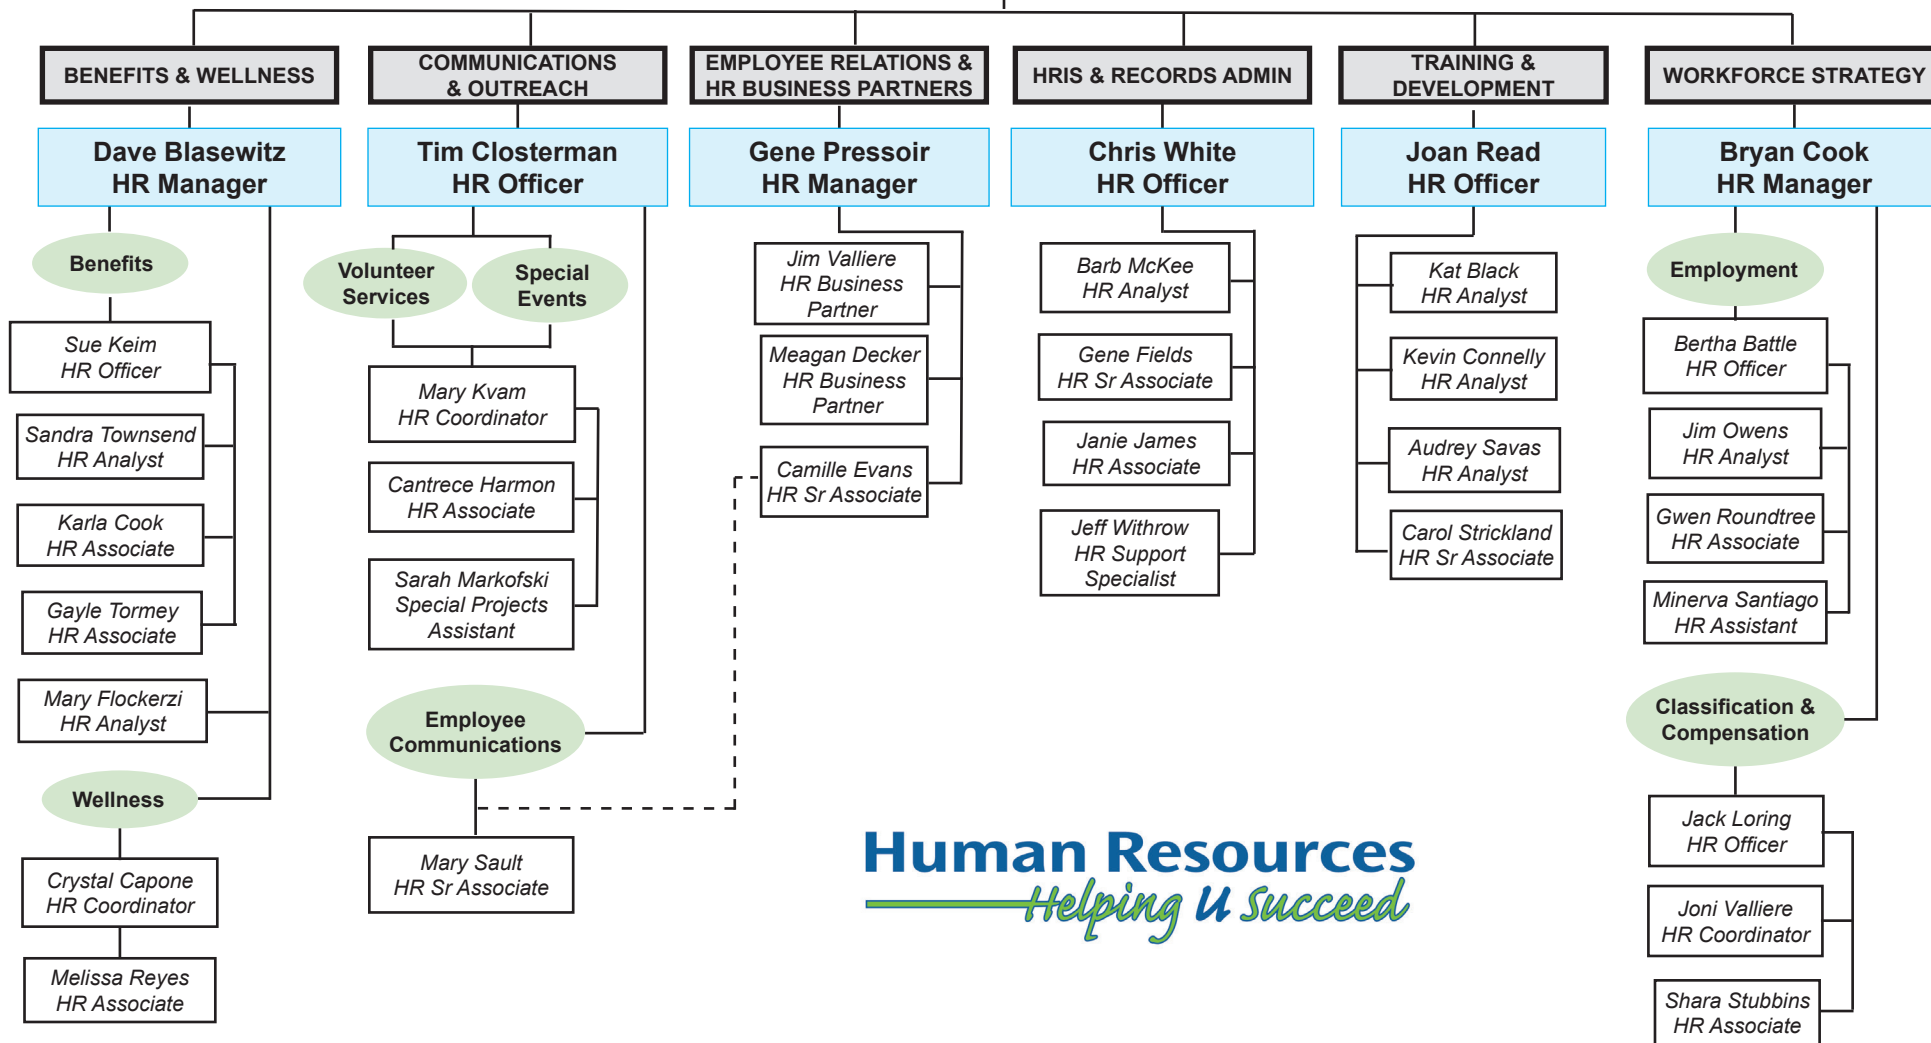 BENEFITS & WELLNESS
Dave Blasewitz
HR Manager
Benefits
Sue Keim
HR Officer
Sandra Townsend
HR Analyst
Karla Cook
HR Associate
Gayle Tormey
HR Associate
Mary Flockerzi
HR Analyst
Wellness
Crystal Capone
HR Coordinator
Melissa Reyes
HR Associate
COMMUNICATIONS
& OUTREACH
Tim Closterman
HR Officer
Volunteer
Services
Special
Events
Mary Kvam
HR Coordinator
Cantrece Harmon
HR Associate
Sarah Markofski
Special Projects
Assistant
Employee
Communications
Mary Sault
HR Sr Associate
EMPLOYEE RELATIONS &
HR BUSINESS PARTNERS
Gene Pressoir
HR Manager
Jim Valliere
HR Business
Partner
Meagan Decker
HR Business
Partner
Camille Evans
HR Sr Associate
HRIS & RECORDS ADMIN
Chris White
HR Officer
Barb McKee
HR Analyst
Gene Fields
HR Sr Associate
Janie James
HR Associate
Jeff Withrow
HR Support
Specialist
TRAINING &
DEVELOPMENT
Joan Read
HR Officer
Kat Black
HR Analyst
Kevin Connelly
HR Analyst
Audrey Savas
HR Analyst
Carol Strickland
HR Sr Associate
WORKFORCE STRATEGY
Bryan Cook
HR Manager
Employment
Bertha Battle
HR Officer
Jim Owens
HR Analyst
Gwen Roundtree
HR Associate
Minerva Santiago
HR Assistant
Classification &
Compensation
Jack Loring
HR Officer
Joni Valliere
HR Coordinator
Shara Stubbins
HR Associate
Human Resources
Helping U Succeed